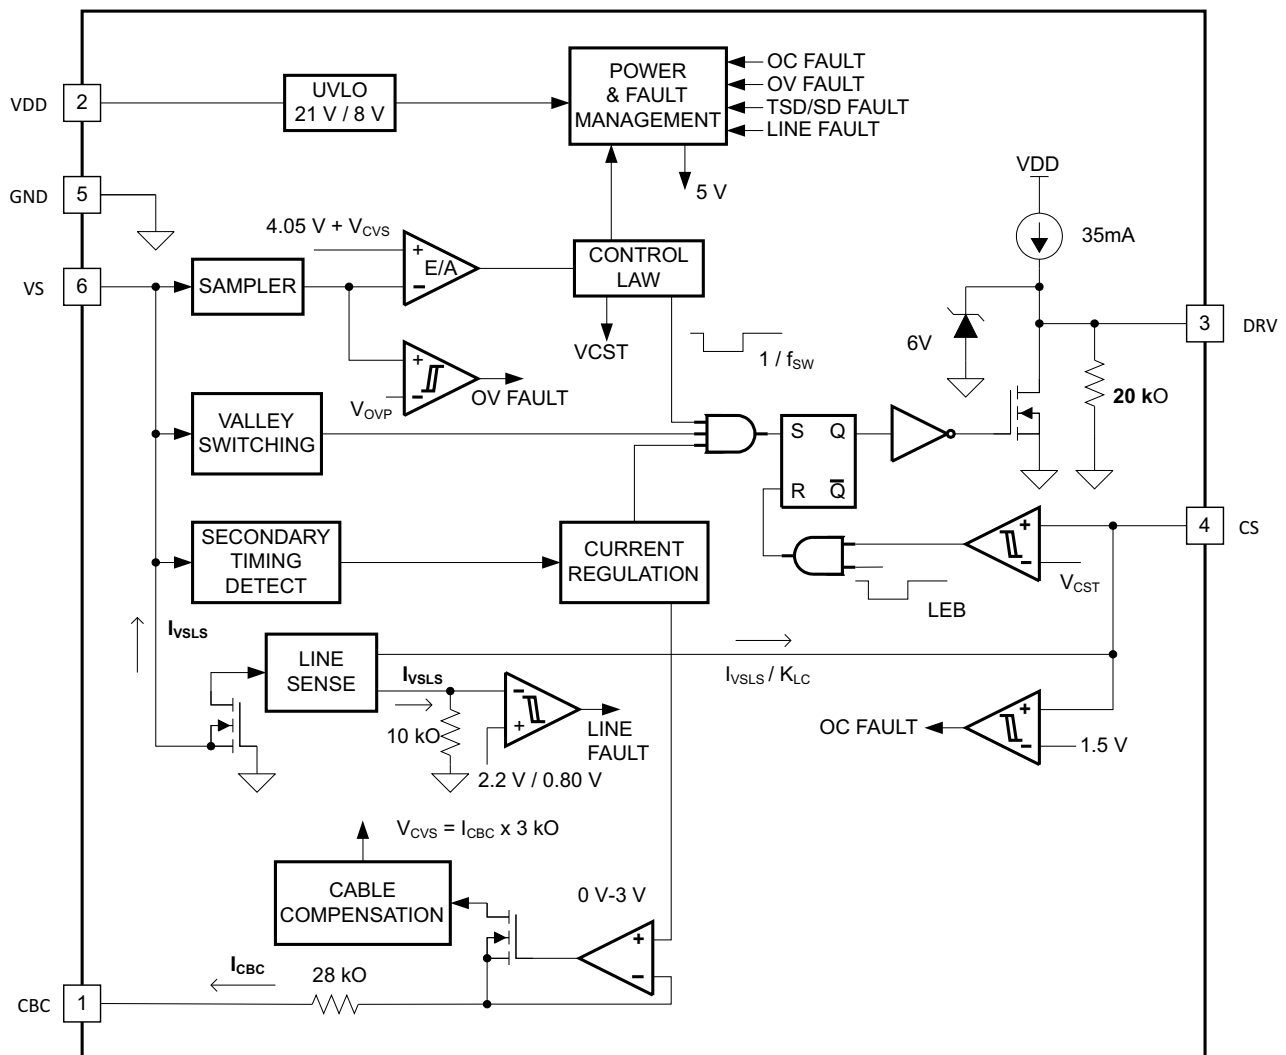 VDD
2
UVLO
21 V / 8 V
POWER
& FAULT
MANAGEMENT
OC FAULT
OV FAULT
TSD/SD FAULT
LINE FAULT
5 V
GND
5
VS
6
SAMPLER
4.05 V + VCVS
+
E/A
−
CONTROL
LAW
VCST
1 / fSW
VDD
35mA
6V
3
DRV
20 kO
+
−
VOVP
OV FAULT
VALLEY
SWITCHING
S Q
R Q̅
SECONDARY
TIMING
DETECT
CURRENT
REGULATION
+
−
VCST
4
CS
LEB
IVSLS
LINE
SENSE
IVSLS
10 kO
−
+
LINE
FAULT
2.2 V / 0.80 V
IVSLS / KLC
OC FAULT
+
−
1.5 V
VCVS = ICBC x 3 kO
CABLE
COMPENSATION
0 V-3 V
+
−
ICBC
28 kO
CBC
1